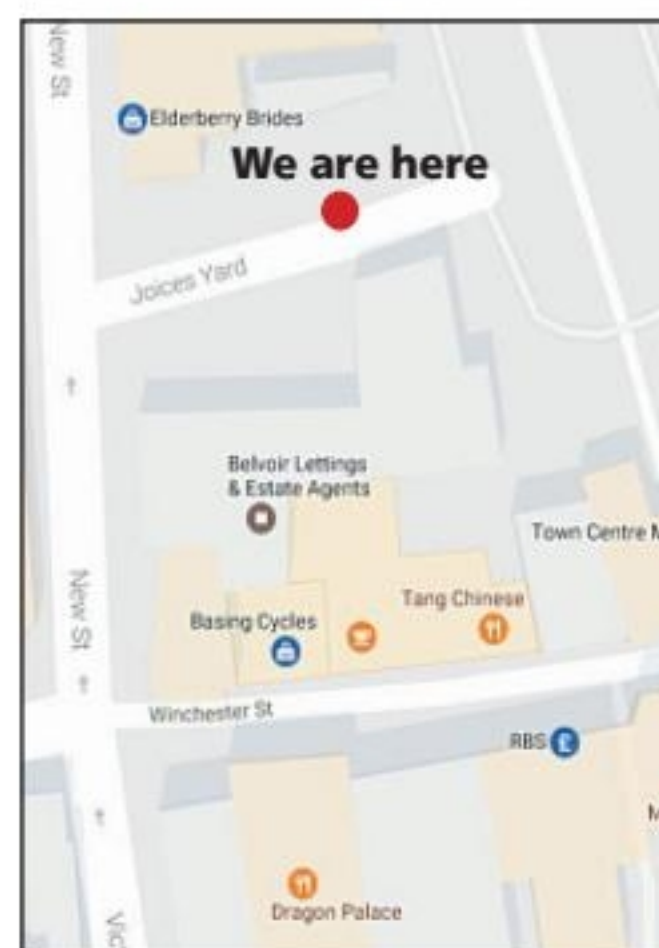 New St
Elderberry Brides
We are here
Joices Yard
Belvoir Lettings
& Estate Agents
Town Centre M
New St
Tang Chinese
Basing Cycles
Winchester St
RBS
£
M
Dragon Palace
Vic